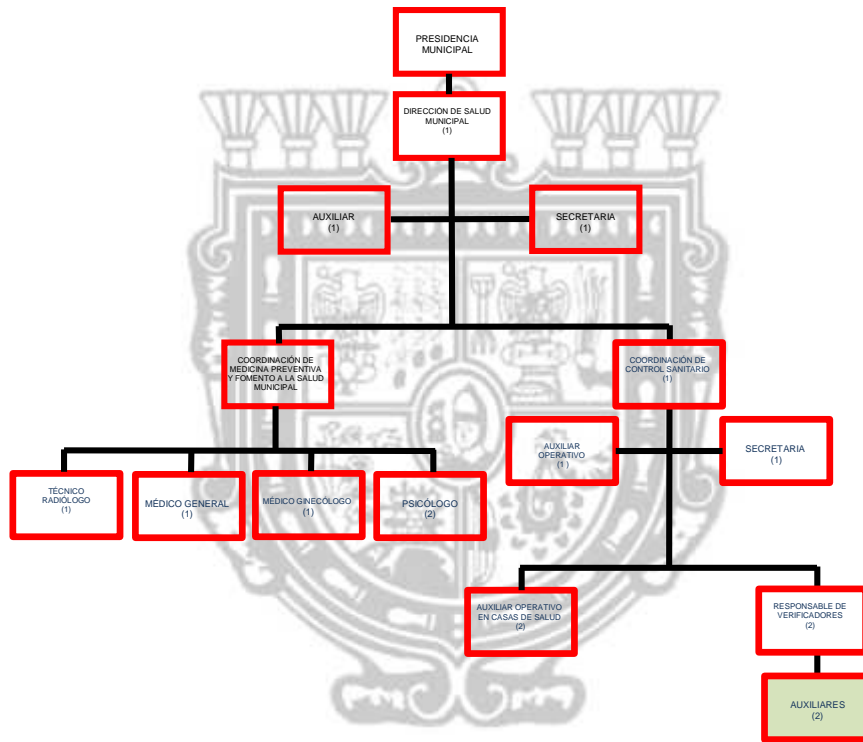 PRESIDENCIA
MUNICIPAL
DIRECCIÓN DE SALUD
MUNICIPAL
(1)
AUXILIAR
(1)
SECRETARIA
(1)
COORDINACIÓN DE
MEDICINA PREVENTIVA
Y FOMENTO A LA SALUD
MUNICIPAL
COORDINACIÓN DE
CONTROL SANITARIO
(1)
AUXILIAR
OPERATIVO
(1 )
SECRETARIA
(1)
TÉCNICO
RADIÓLOGO
(1)
MÉDICO GENERAL
(1)
MÉDICO GINECÓLOGO
(1)
PSICÓLOGO
(2)
AUXILIAR OPERATIVO
EN CASAS DE SALUD
(2)
RESPONSABLE DE
VERIFICADORES
(2)
AUXILIARES
(2)